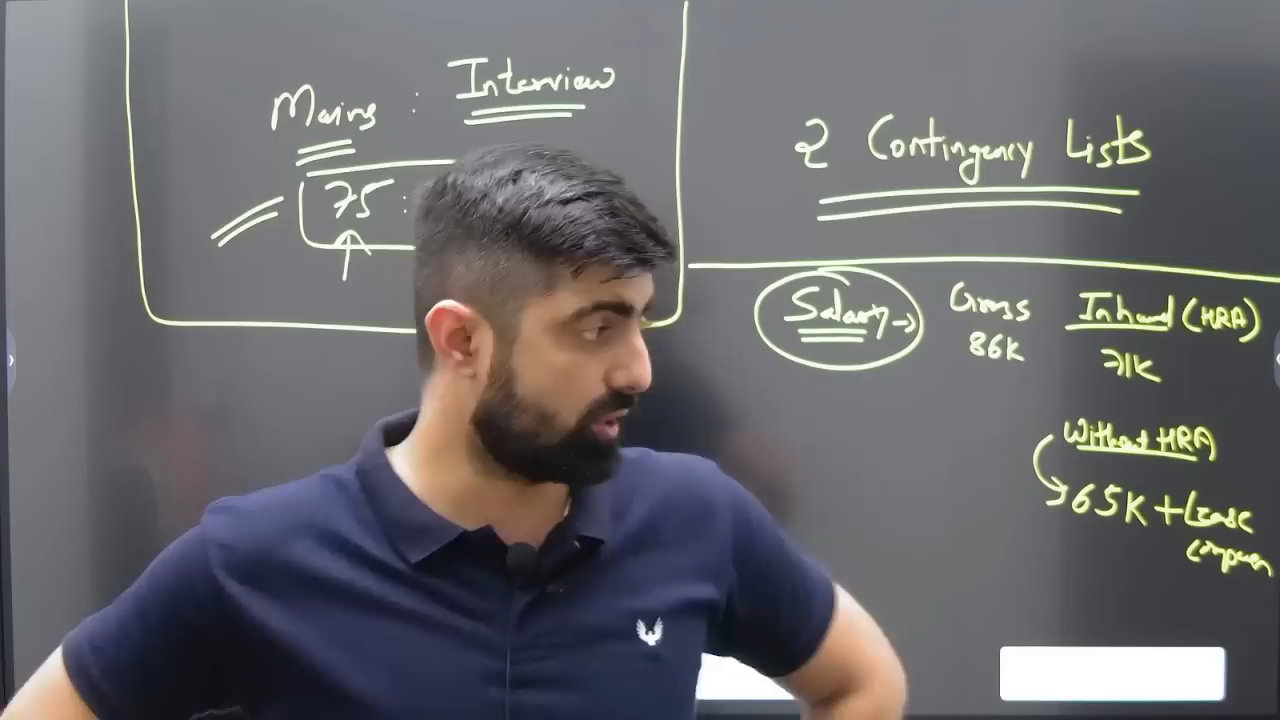 Mains : Interview
75 :
2 Contingency Lists
Salary → Gross Inhand (HRA)
86K 71K
Without HRA
65K + Lease